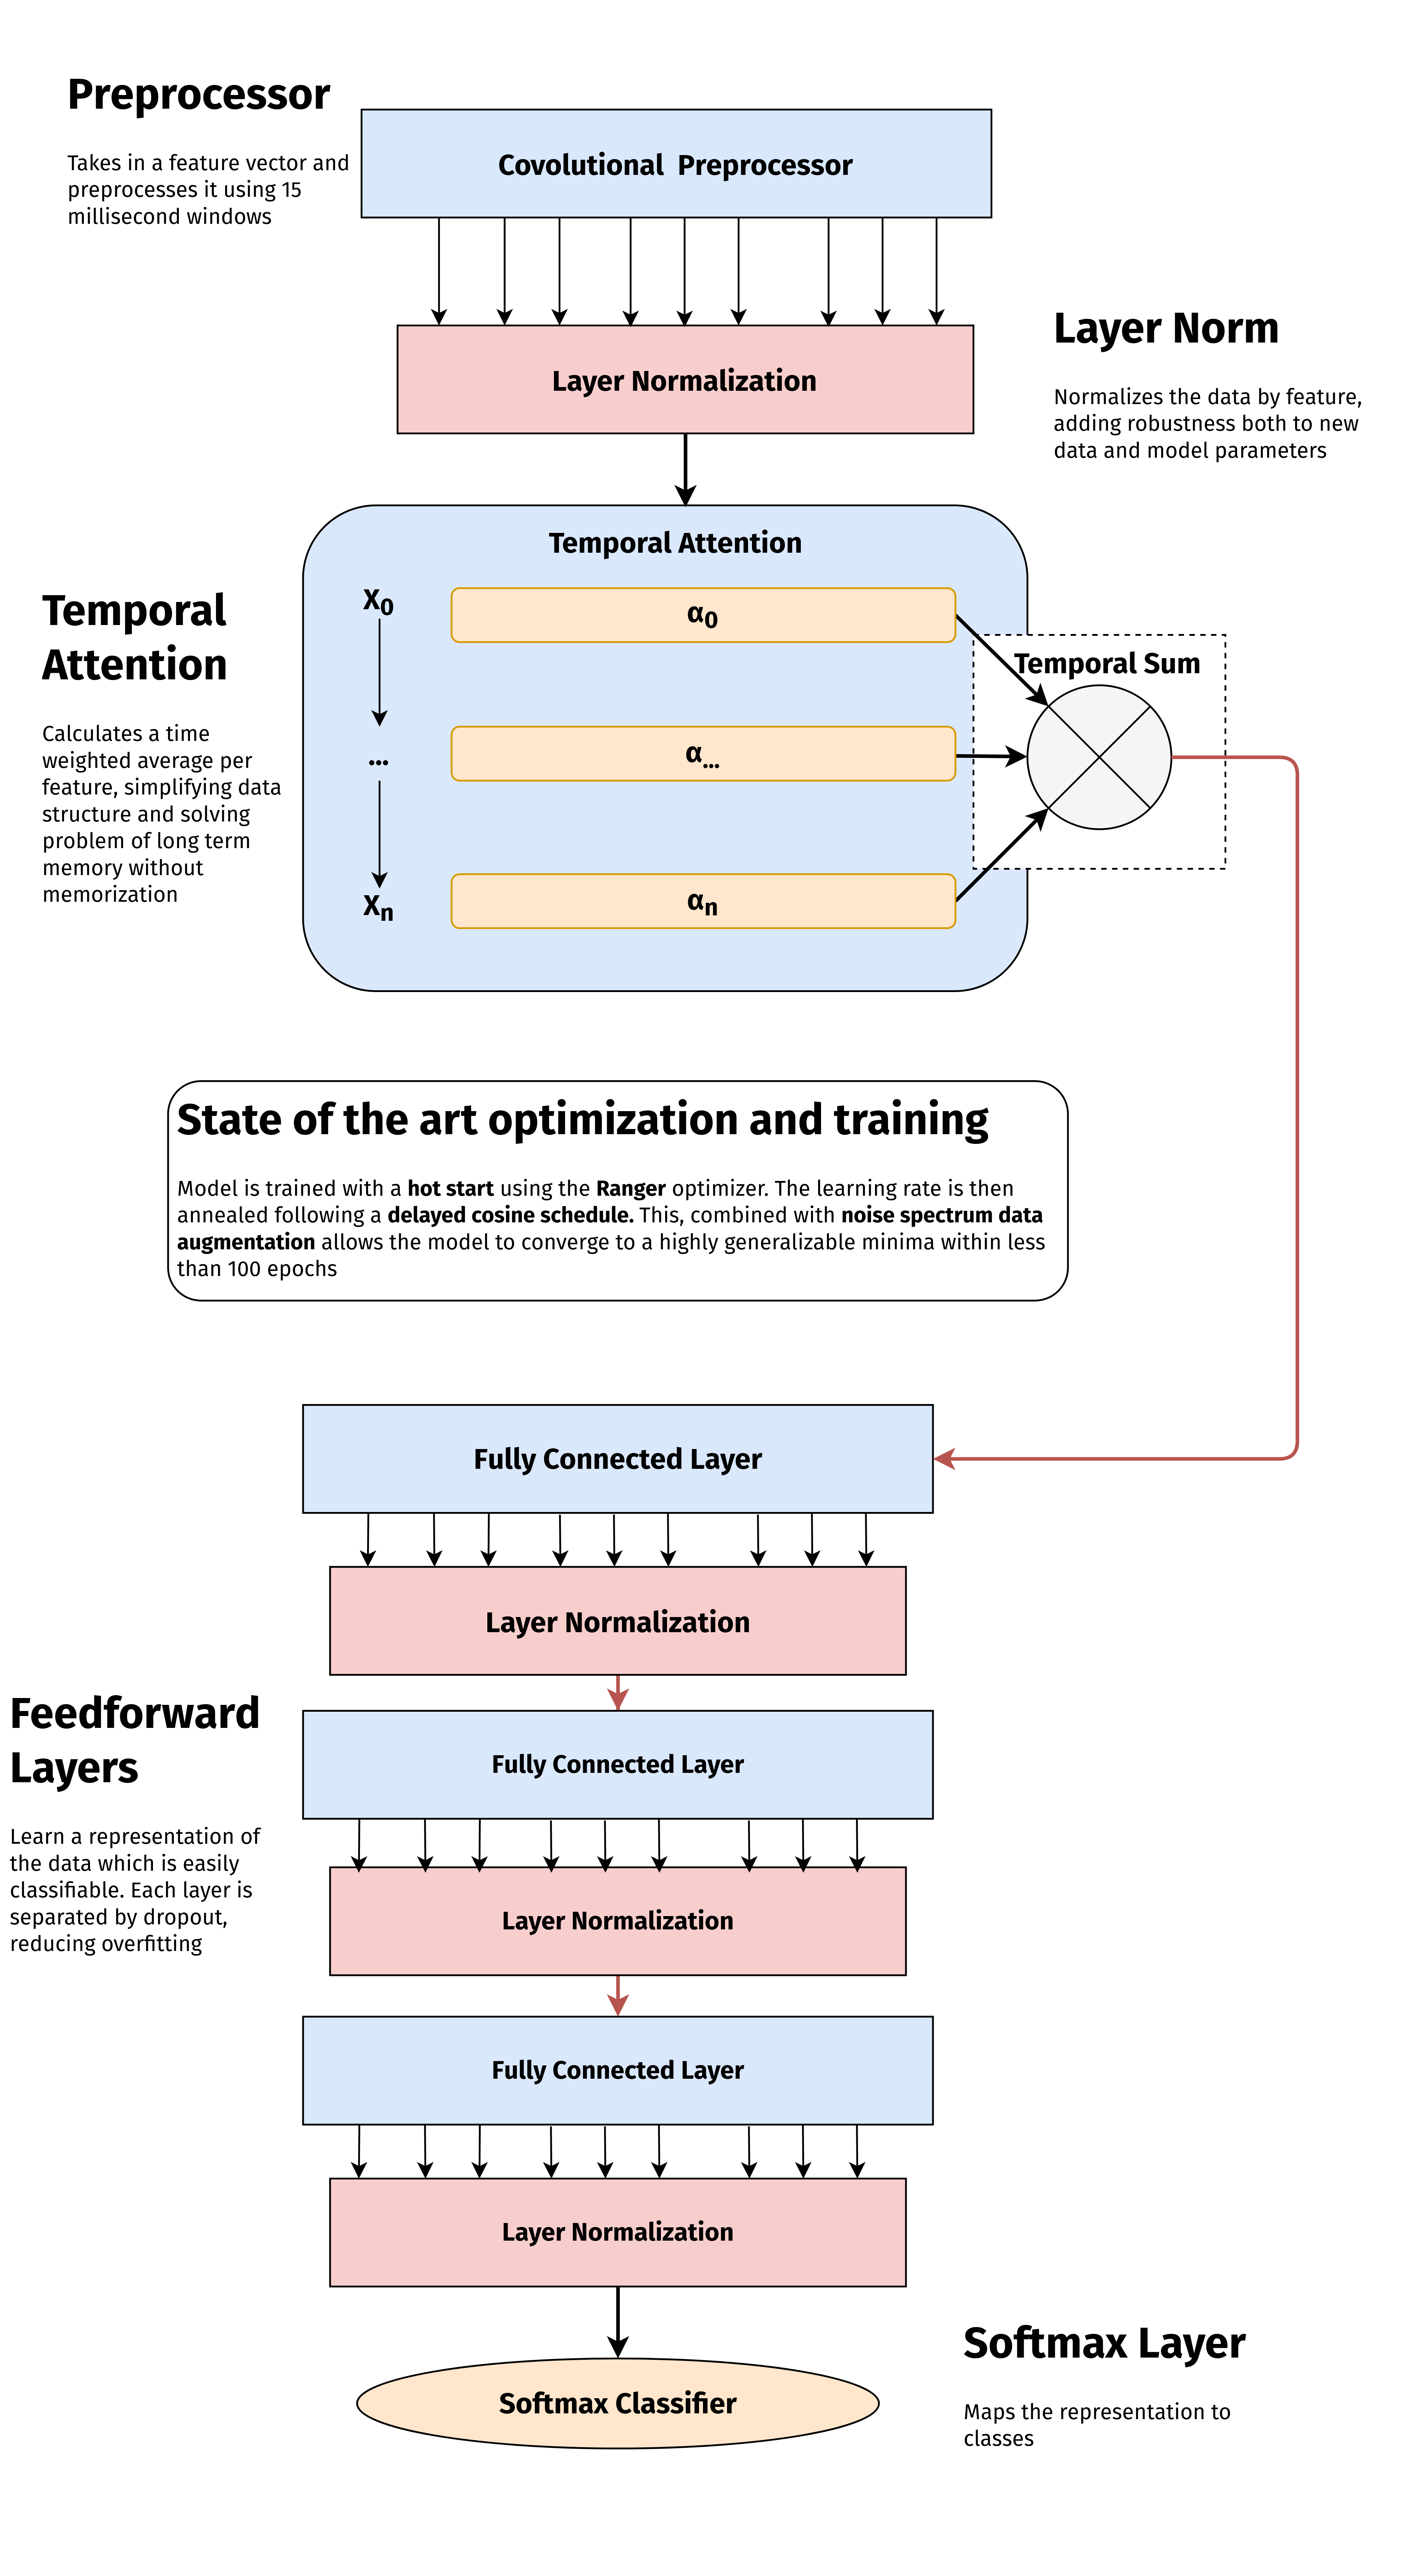 Preprocessor
Takes in a feature vector and
preprocesses it using 15
millisecond windows
Covolutional Preprocessor
Layer Normalization
Layer Norm
Normalizes the data by feature,
adding robustness both to new
data and model parameters
Temporal Attention
Temporal
Attention
Calculates a time
weighted average per
feature, simplifying data
structure and solving
problem of long term
memory without
memorization
X0
...
Xn
α0
α...
αn
Temporal Sum
State of the art optimization and training
Model is trained with a hot start using the Ranger optimizer. The learning rate is then
annealed following a delayed cosine schedule. This, combined with noise spectrum data
augmentation allows the model to converge to a highly generalizable minima within less
than 100 epochs
Fully Connected Layer
Layer Normalization
Feedforward
Layers
Learn a representation of
the data which is easily
classifiable. Each layer is
separated by dropout,
reducing overfitting
Fully Connected Layer
Layer Normalization
Fully Connected Layer
Layer Normalization
Softmax Classifier
Softmax Layer
Maps the representation to
classes